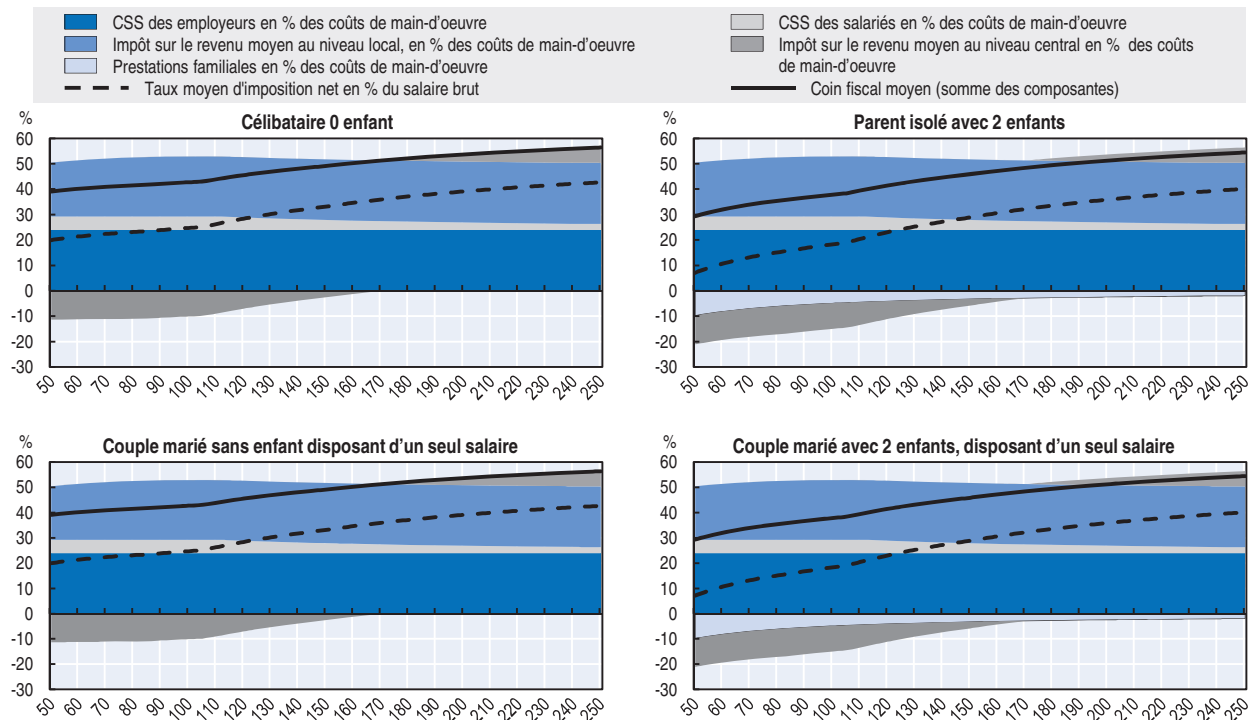 CSS des employeurs en % des coûts de main-d'oeuvre
Impôt sur le revenu moyen au niveau local, en % des coûts de main-d'oeuvre
Prestations familiales en % des coûts de main-d'oeuvre
Taux moyen d'imposition net en % du salaire brut
CSS des salariés en % des coûts de main-d'oeuvre
Impôt sur le revenu moyen au niveau central en % des coûts
de main-d'oeuvre
Coin fiscal moyen (somme des composantes)
%
Célibataire 0 enfant
60
50
40
30
20
10
0
-10
-20
-30
50 60 70 80 90 100 110 120 130 140 150 160 170 180 190 200 210 220 230 240 250
%
Parent isolé avec 2 enfants
60
50
40
30
20
10
0
-10
-20
-30
50 60 70 80 90 100 110 120 130 140 150 160 170 180 190 200 210 220 230 240 250
%
Couple marié sans enfant disposant d'un seul salaire
60
50
40
30
20
10
0
-10
-20
-30
50 60 70 80 90 100 110 120 130 140 150 160 170 180 190 200 210 220 230 240 250
%
Couple marié avec 2 enfants, disposant d'un seul salaire
60
50
40
30
20
10
0
-10
-20
-30
50 60 70 80 90 100 110 120 130 140 150 160 170 180 190 200 210 220 230 240 250